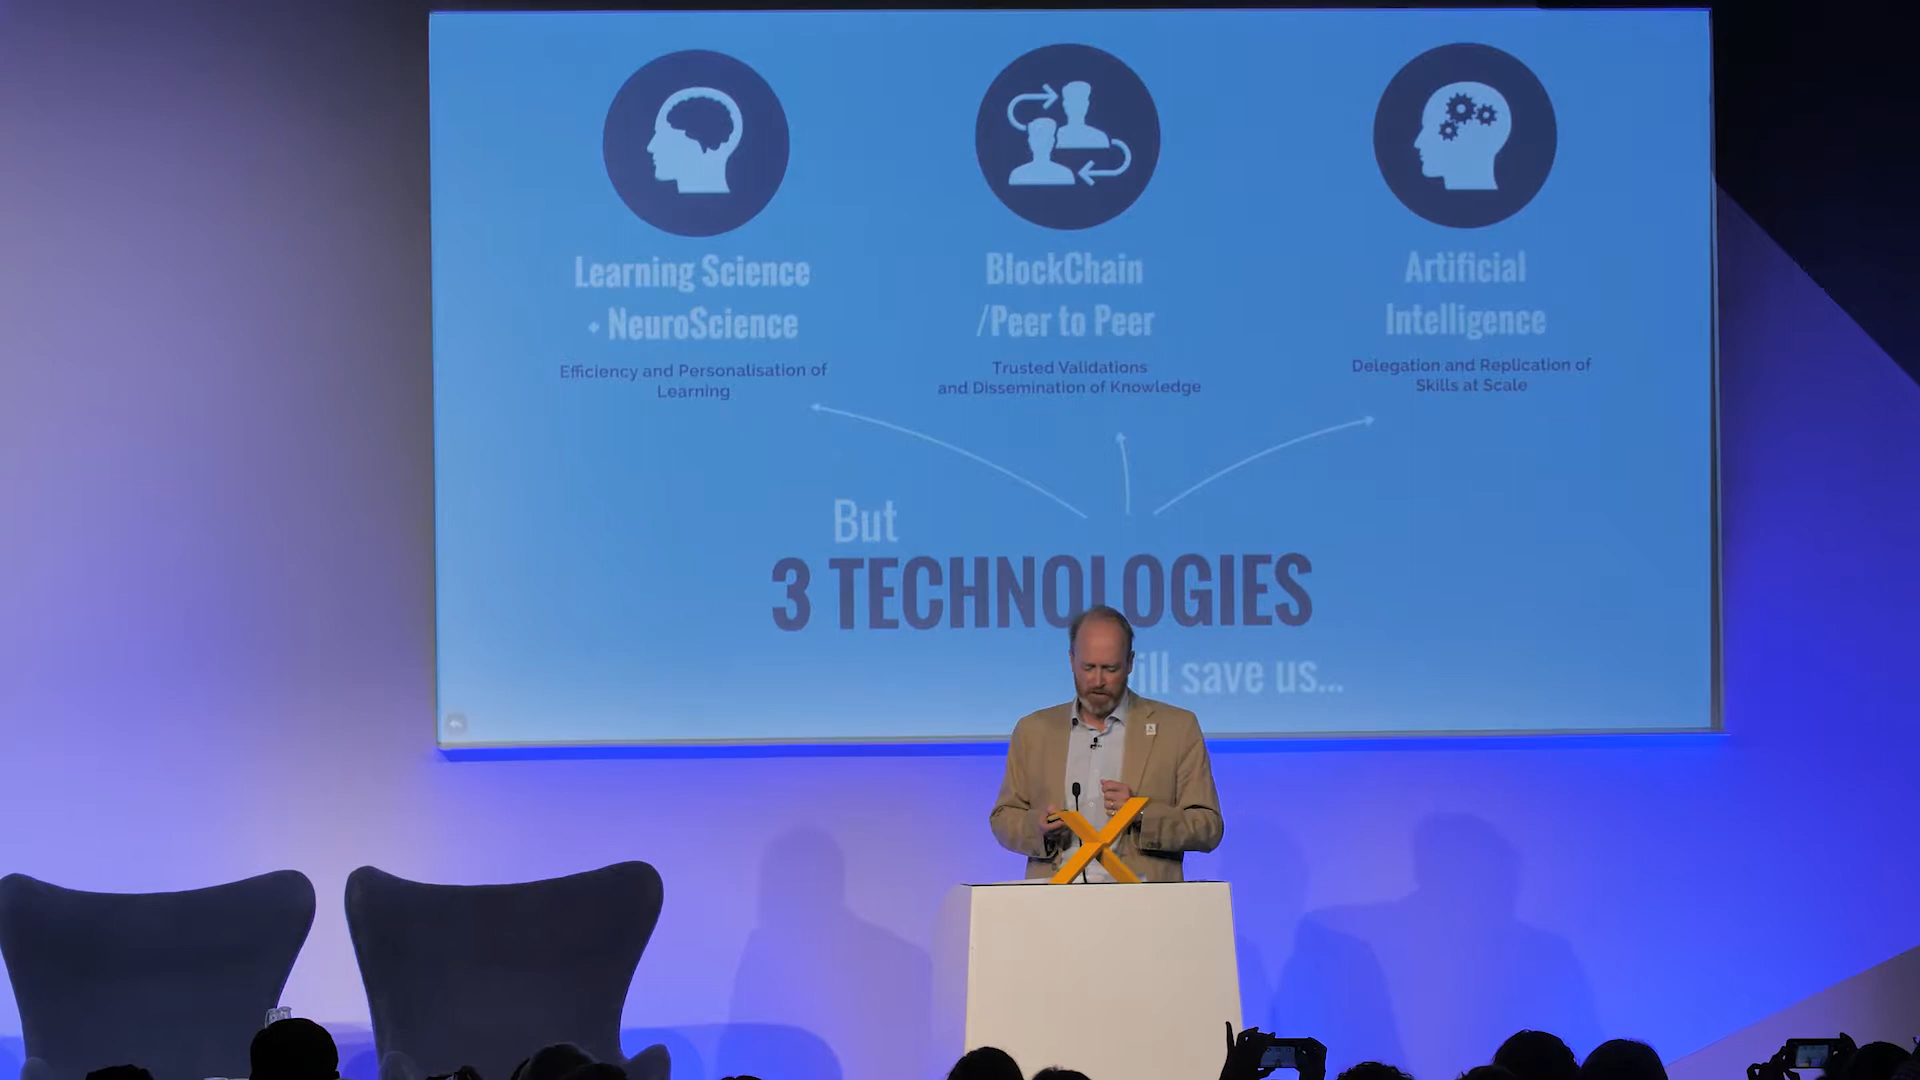 Learning Science
+ NeuroScience
Efficiency and Personalisation of
Learning
BlockChain
/Peer to Peer
Trusted Validations
and Dissemination of Knowledge
Artificial
Intelligence
Delegation and Replication of
Skills at Scale
But
3 TECHNOLOGIES
ill save us...
X